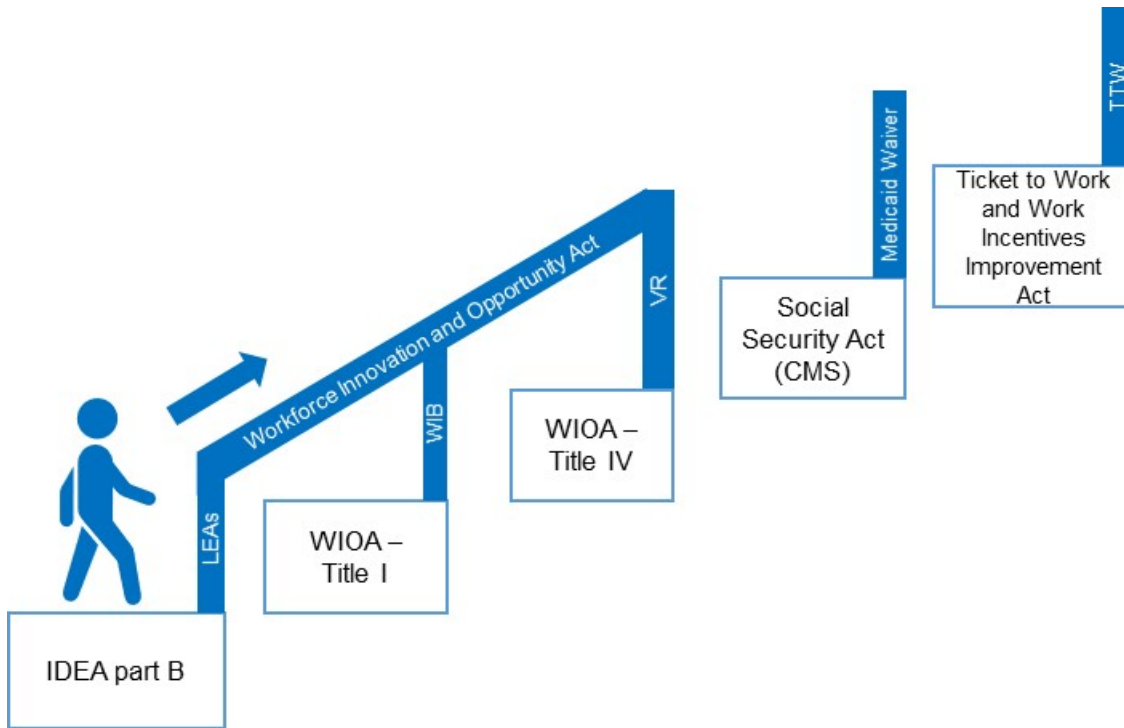 TTW
Ticket to Work
and Work
Incentives
Improvement
Act
Medicaid Waiver
Social
Security Act
(CMS)
Workforce Innovation and Opportunity Act
VR
WIOA –
Title IV
WIB
WIOA –
Title I
LEAs
IDEA part B